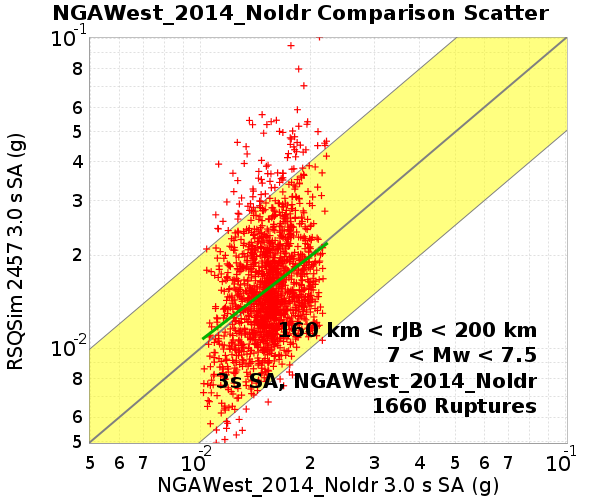 NGAWest_2014_NoIdr Comparison Scatter
10-1
8
6
5
4
3
2
10-2
8
6
5
RSQSim 2457 3.0 s SA (g)
160 km < rJB < 200 km
7 < Mw < 7.5
3s SA, NGAWest_2014_NoIdr
1660 Ruptures
5 6 7 10-2 2 3 4 5 6 7 10-1
NGAWest_2014_NoIdr 3.0 s SA (g)